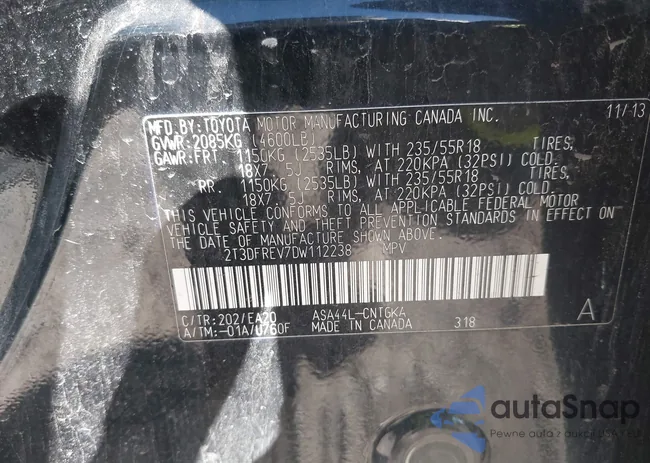 MFD.BY:TOYOTA MOTOR MANUFACTURING CANADA INC. 11/13
GVWR:2085KG (4600LB)
GAWR:FRT. 1150KG (2535LB) WITH 235/55R18 TIRES,
18X7 .5J RIMS, AT 220KPA (32PSI) COLD.
RR. 1150KG (2535LB) WITH 235/55R18 TIRES,
18X7 .5J RIMS, AT 220KPA (32PSI) COLD.
THIS VEHICLE CONFORMS TO ALL APPLICABLE FEDERAL MOTOR
VEHICLE SAFETY AND THEFT PREVENTION STANDARDS IN EFFECT ON
THE DATE OF MANUFACTURE SHOWN ABOVE.
2T3DFREV7DW112238 MPV
C/TR:202/EA20 ASA44L-CNTGKA A
A/TM:-01A/U760F MADE IN CANADA 318
autaSnap
Pewne auta z aukcji